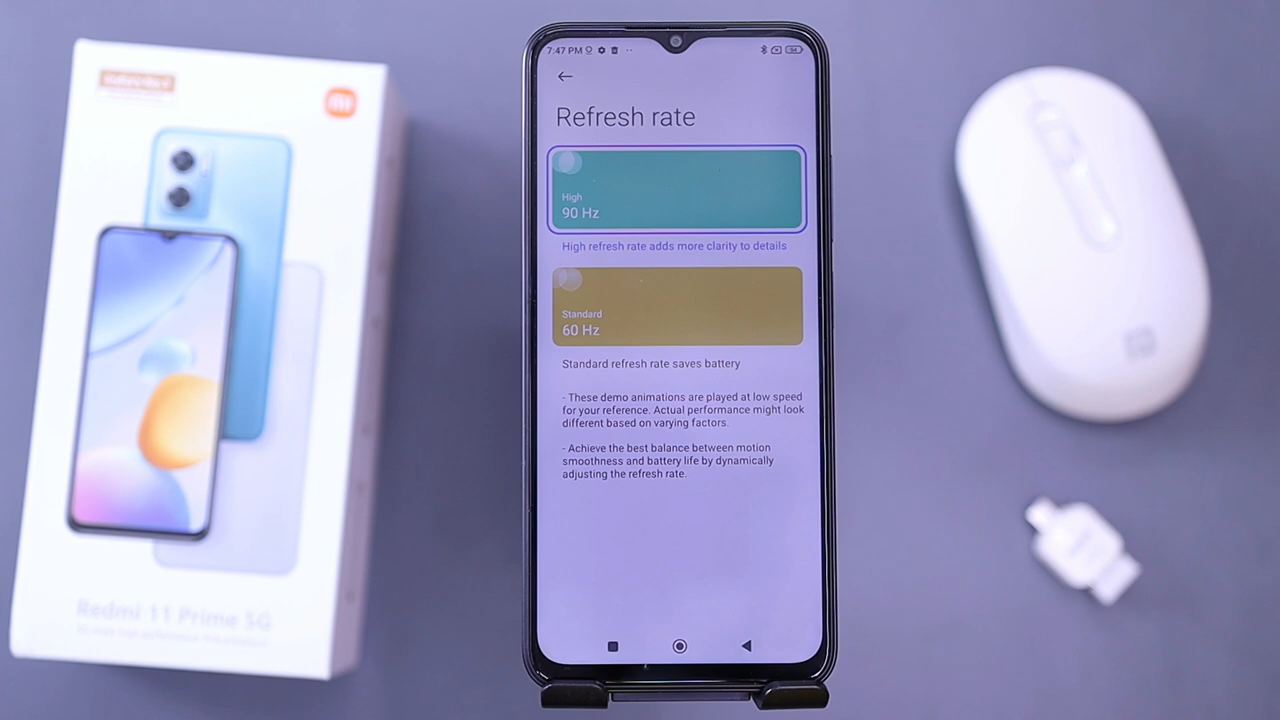 7:47 PM
54
Refresh rate
High
90 Hz
High refresh rate adds more clarity to details
Standard
60 Hz
Standard refresh rate saves battery
- These demo animations are played at low speed
for your reference. Actual performance might look
different based on varying factors.
- Achieve the best balance between motion
smoothness and battery life by dynamically
adjusting the refresh rate.
mi
Redmi 11 Prime 5G